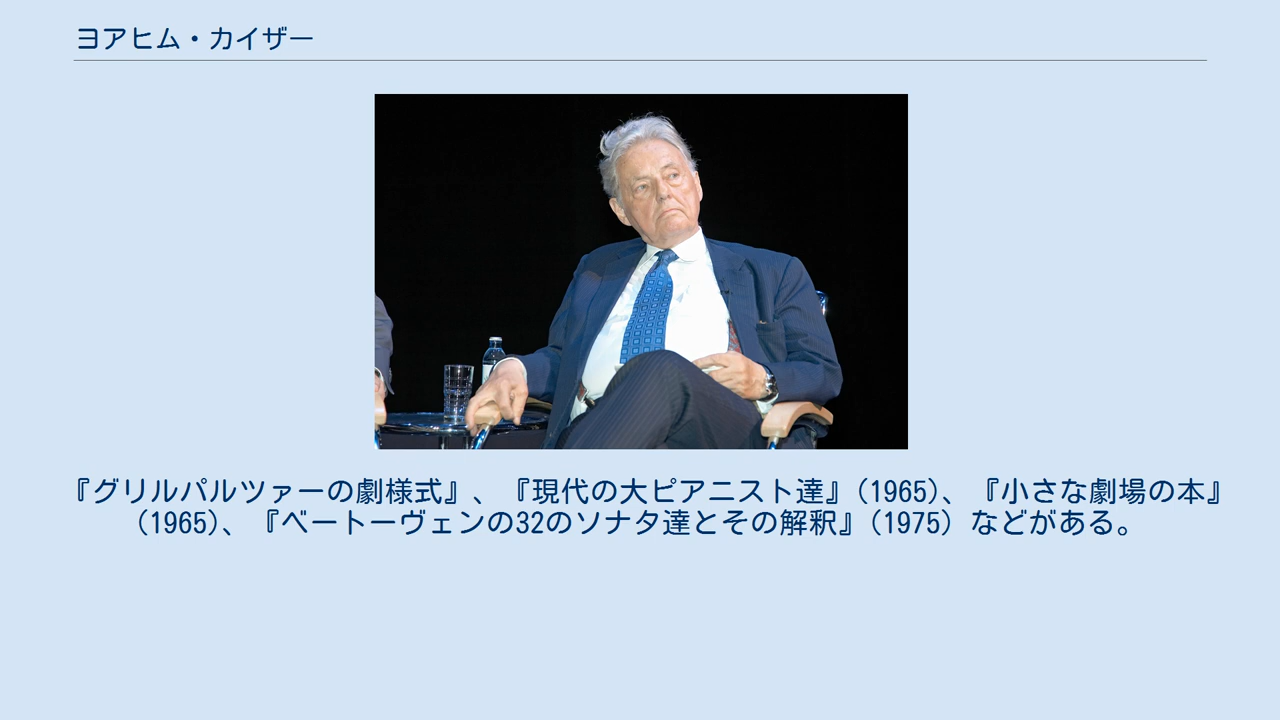 ヨアヒム・カイザー
『グリルパルツァーの劇様式』、『現代の大ピアニスト達』(1965)、『小さな劇場の本』
(1965)、『ベートーヴェンの32のソナタ達とその解釈』(1975）などがある。